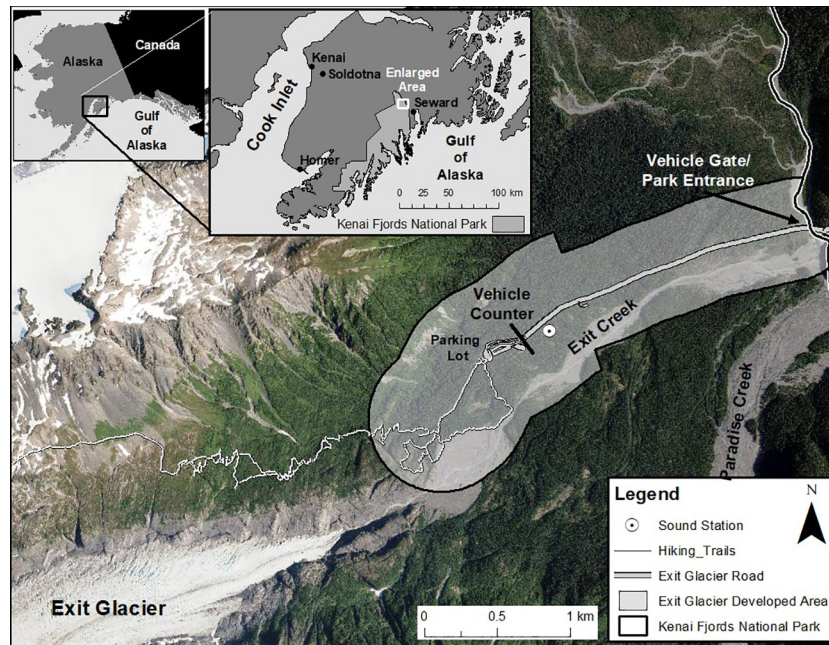 Alaska
Canada
Gulf
of
Alaska
Kenai
Soldotna
Enlarged
Area
Seward
Cook Inlet
Homer
Gulf
of
Alaska
0 25 50 100 km
Kenai Fjords National Park
Vehicle Gate/
Park Entrance
Vehicle
Counter
Parking
Lot
Exit Creek
Paradise Creek
Exit Glacier
0 0.5 1 km
Legend
N
Sound Station
Hiking_Trails
Exit Glacier Road
Exit Glacier Developed Area
Kenai Fjords National Park